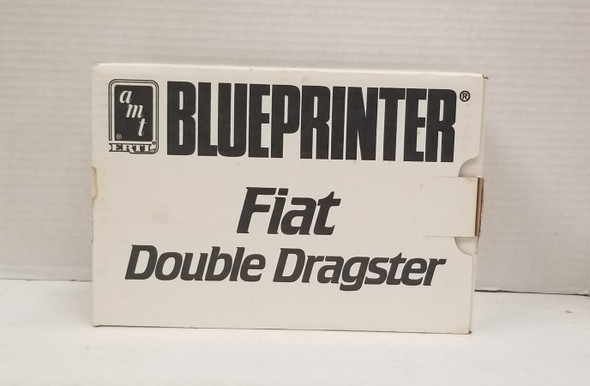 amt
ERTL
BLUEPRINTER®
Fiat
Double Dragster